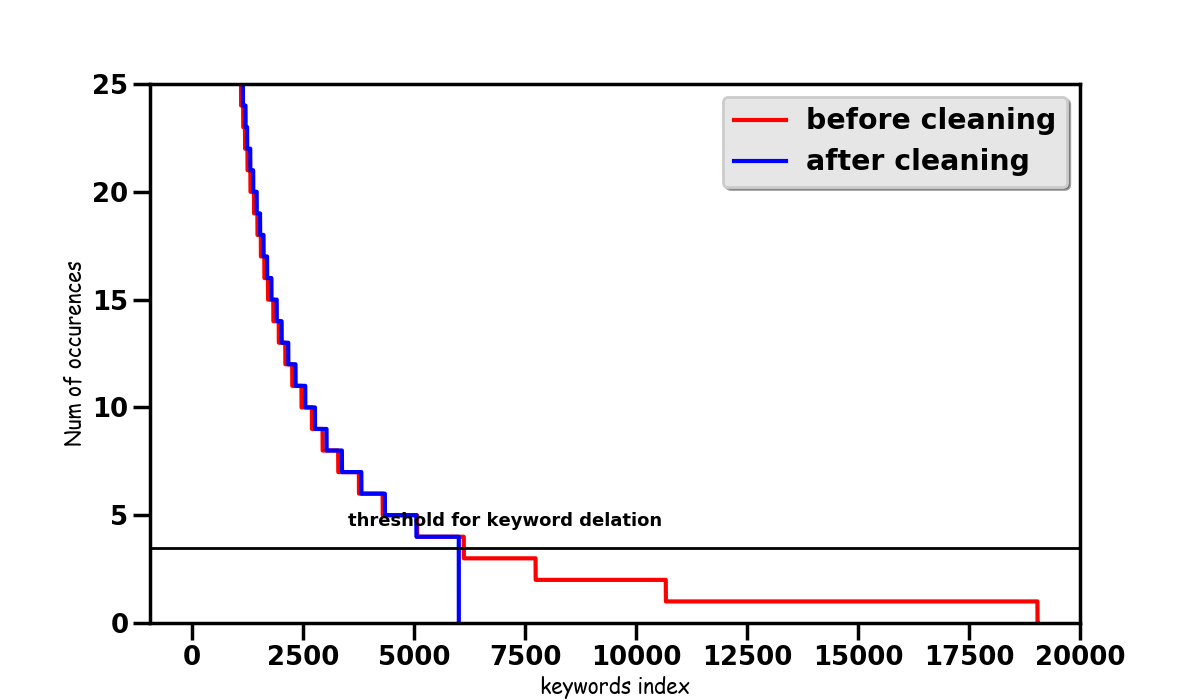 25
20
15
10
5
0
Num of occurences
before cleaning
after cleaning
threshold for keyword delation
0 2500 5000 7500 10000 12500 15000 17500 20000
keywords index